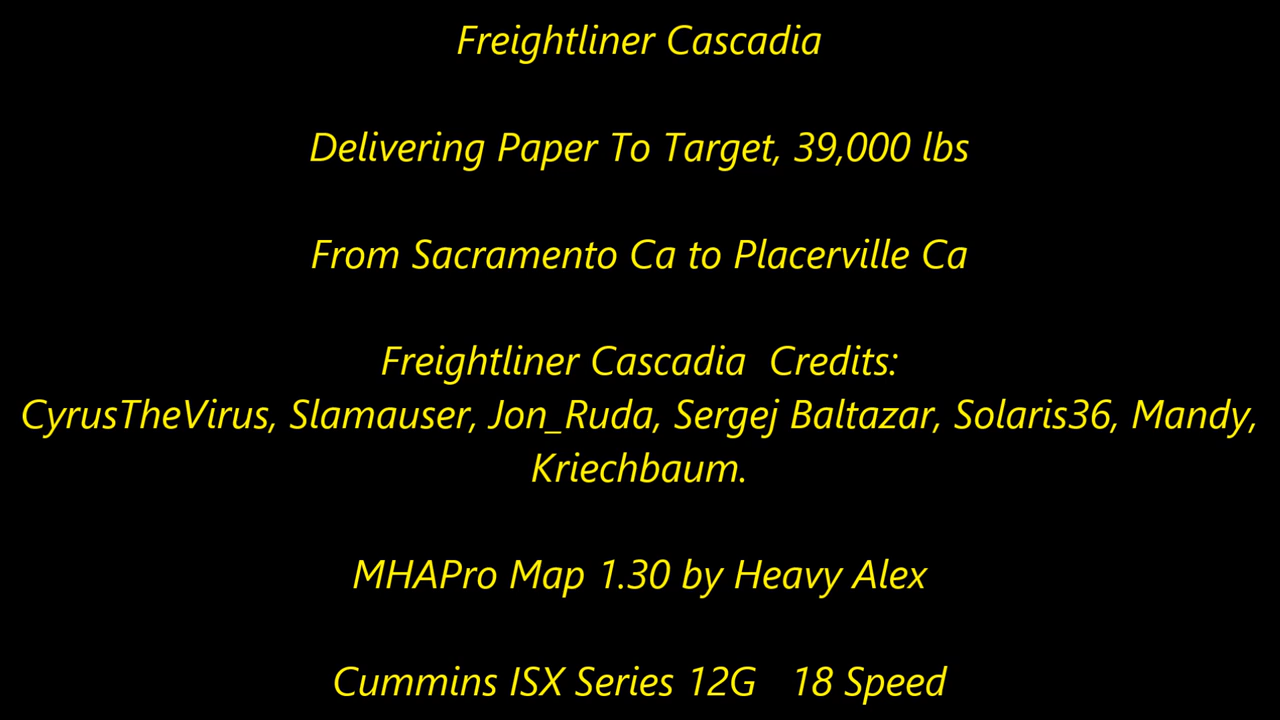 Freightliner Cascadia
Delivering Paper To Target, 39,000 lbs
From Sacramento Ca to Placerville Ca
Freightliner Cascadia  Credits:
CyrusTheVirus, Slamauser, Jon_Ruda, Sergej Baltazar, Solaris36, Mandy,
Kriechbaum.
MHAPro Map 1.30 by Heavy Alex
Cummins ISX Series 12G   18 Speed